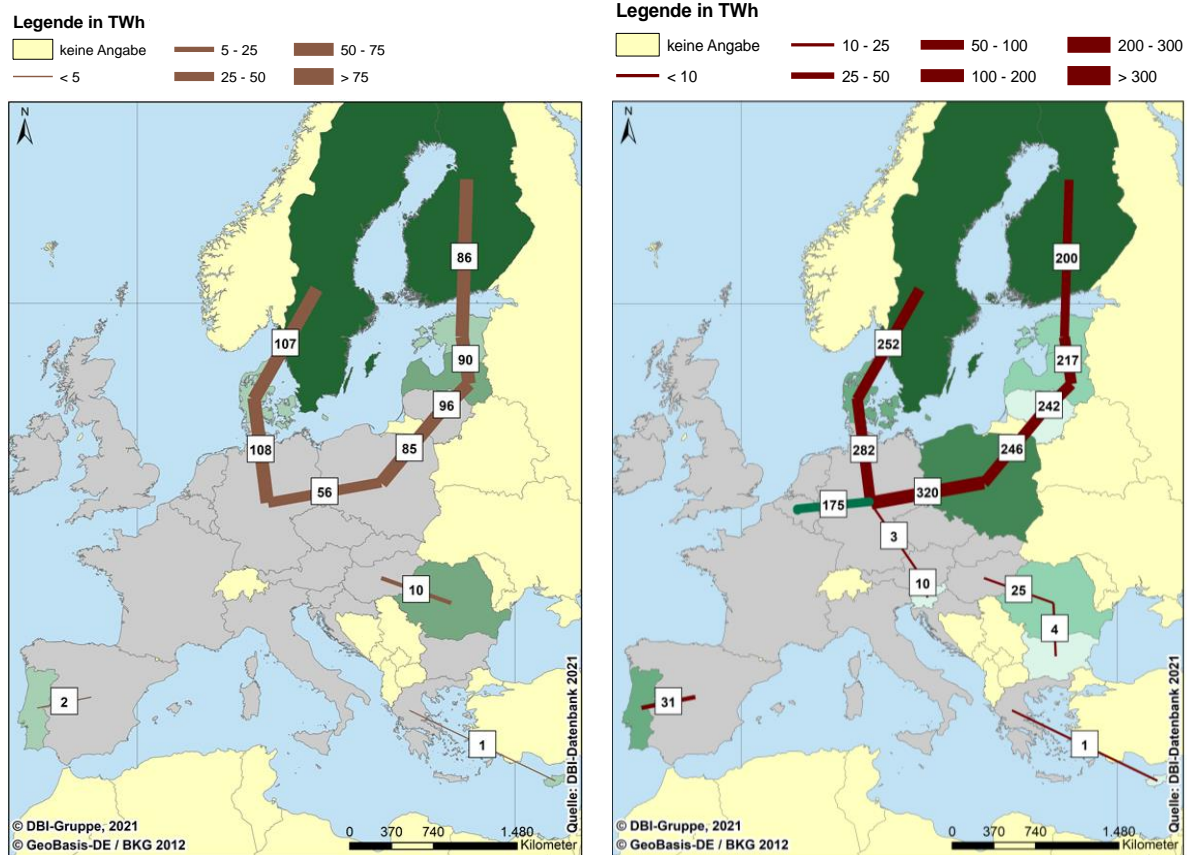 Legende in TWh
keine Angabe
5 - 25
50 - 75
< 5
25 - 50
> 75
N
86
107
90
96
85
108
56
10
2
1
Quelle: DBI-Datenbank 2021
© DBI-Gruppe, 2021
© GeoBasis-DE / BKG 2012
0 370 740 1.480
Kilometer
Legende in TWh
keine Angabe
10 - 25
50 - 100
200 - 300
< 10
25 - 50
100 - 200
> 300
N
200
252
217
242
246
282
320
175
3
10
25
4
31
1
Quelle: DBI-Datenbank 2021
© DBI-Gruppe, 2021
© GeoBasis-DE / BKG 2012
0 370 740 1.480
Kilometer